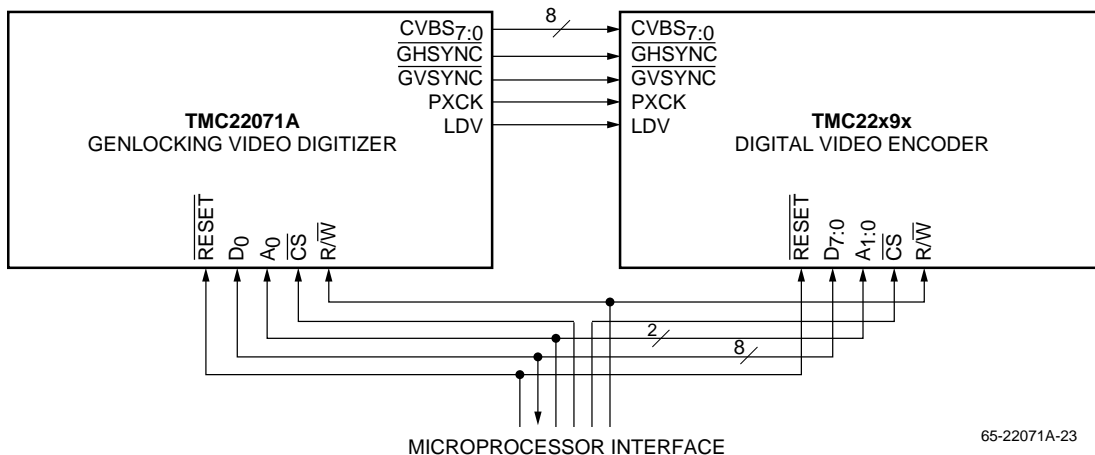 8
CVBS7:0
GHSYNC
GVSYNC
PXCK
LDV
TMC22071A
GENLOCKING VIDEO DIGITIZER
RESET
D0
A0
CS
R/W
CVBS7:0
GHSYNC
GVSYNC
PXCK
LDV
TMC22x9x
DIGITAL VIDEO ENCODER
RESET
D7:0
A1:0
CS
R/W
2
8
MICROPROCESSOR INTERFACE
65-22071A-23